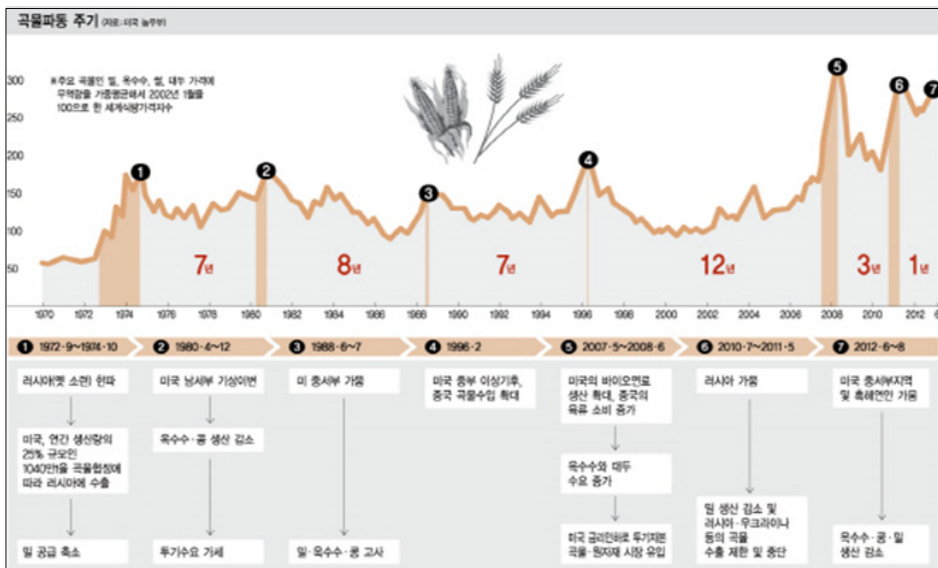 곡물파동 주기 (자료: 미국 농무부)
※주요 곡물인 밀, 옥수수, 쌀, 대두 가격에
무역량을 가중평균해서 2002년 1월을
100으로 한 세계식량가격지수
300
250
200
150
100
50
1 2 3 4 5 6 7
7년 8년 7년 12년 3년 1년
1970 1972 1974 1976 1978 1980 1982 1984 1986 1988 1990 1992 1994 1996 1998 2000 2002 2004 2006 2008 2010 2012 6
1 1972·9~1974·10
2 1980·4~12
3 1988·6~7
4 1996·2
5 2007·5~2008·6
6 2010·7~2011·5
7 2012·6~8
러시아(옛 소련) 한파
미국, 연간 생산량의
25% 규모인
1040만t을 곡물협정에
따라 러시아에 수출
밀 공급 축소
미국 남서부 기상이변
옥수수·콩 생산 감소
투기수요 가세
미 중서부 가뭄
밀·옥수수·콩 고사
미국 중부 이상기후,
중국 곡물수입 확대
미국의 바이오연료
생산 확대, 중국의
육류 소비 증가
옥수수와 대두
수요 증가
미국 금리인하로 투기자본
곡물·원자재 시장 유입
러시아 가뭄
밀 생산 감소 및
러시아·우크라이나
등의 곡물
수출 제한 및 중단
미국 중서부지역
및 흑해연안 가뭄
옥수수·콩·밀
생산 감소